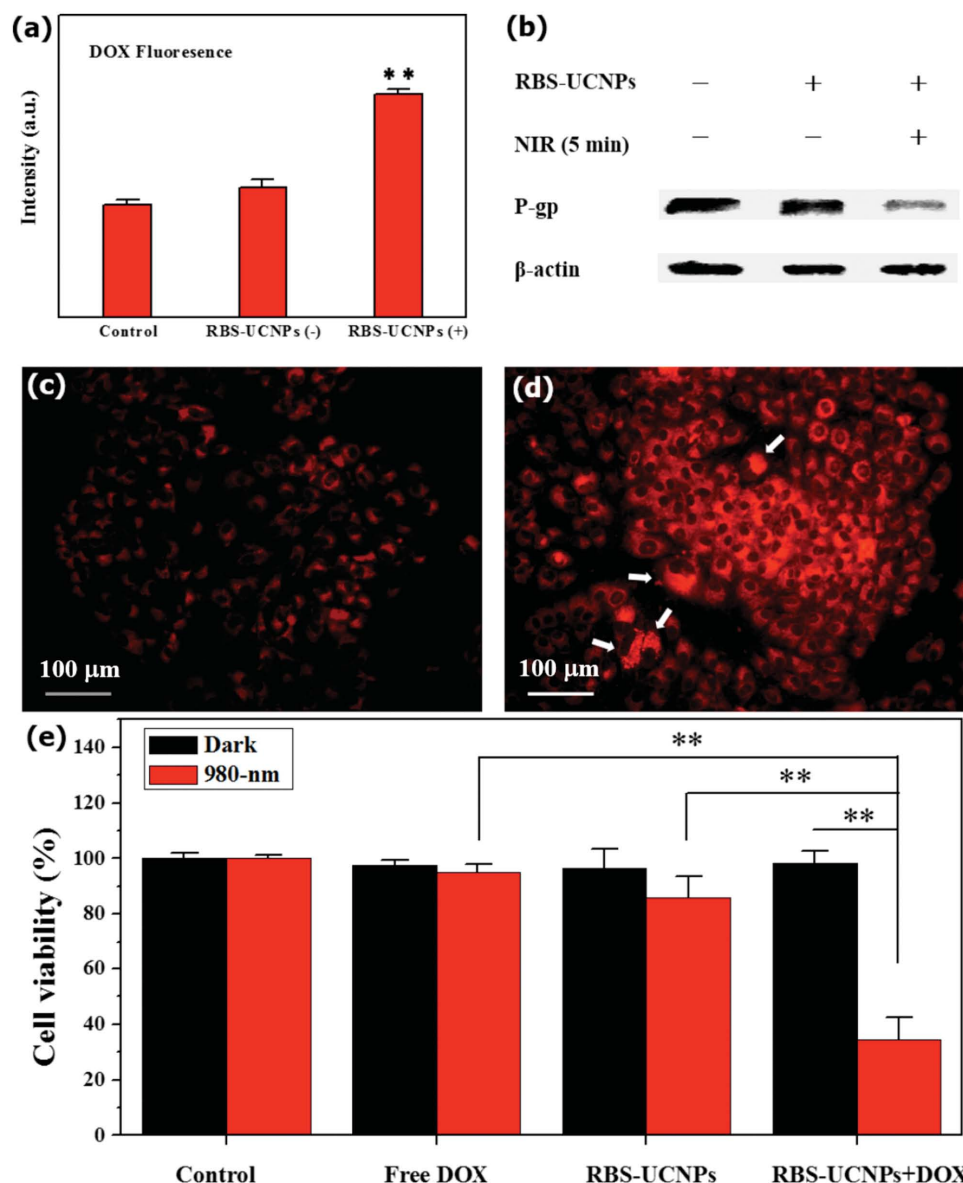 (a)
DOX Fluoresence
**
Intensity (a.u.)
Control
RBS-UCNPs (-)
RBS-UCNPs (+)
(b)
RBS-UCNPs − + +
NIR (5 min) − − +
P-gp
β-actin
(c)
100 μm
(d)
100 μm
(e)
Dark
980-nm
**
**
**
Cell viability (%)
140
120
100
80
60
40
20
0
Control
Free DOX
RBS-UCNPs
RBS-UCNPs+DOX